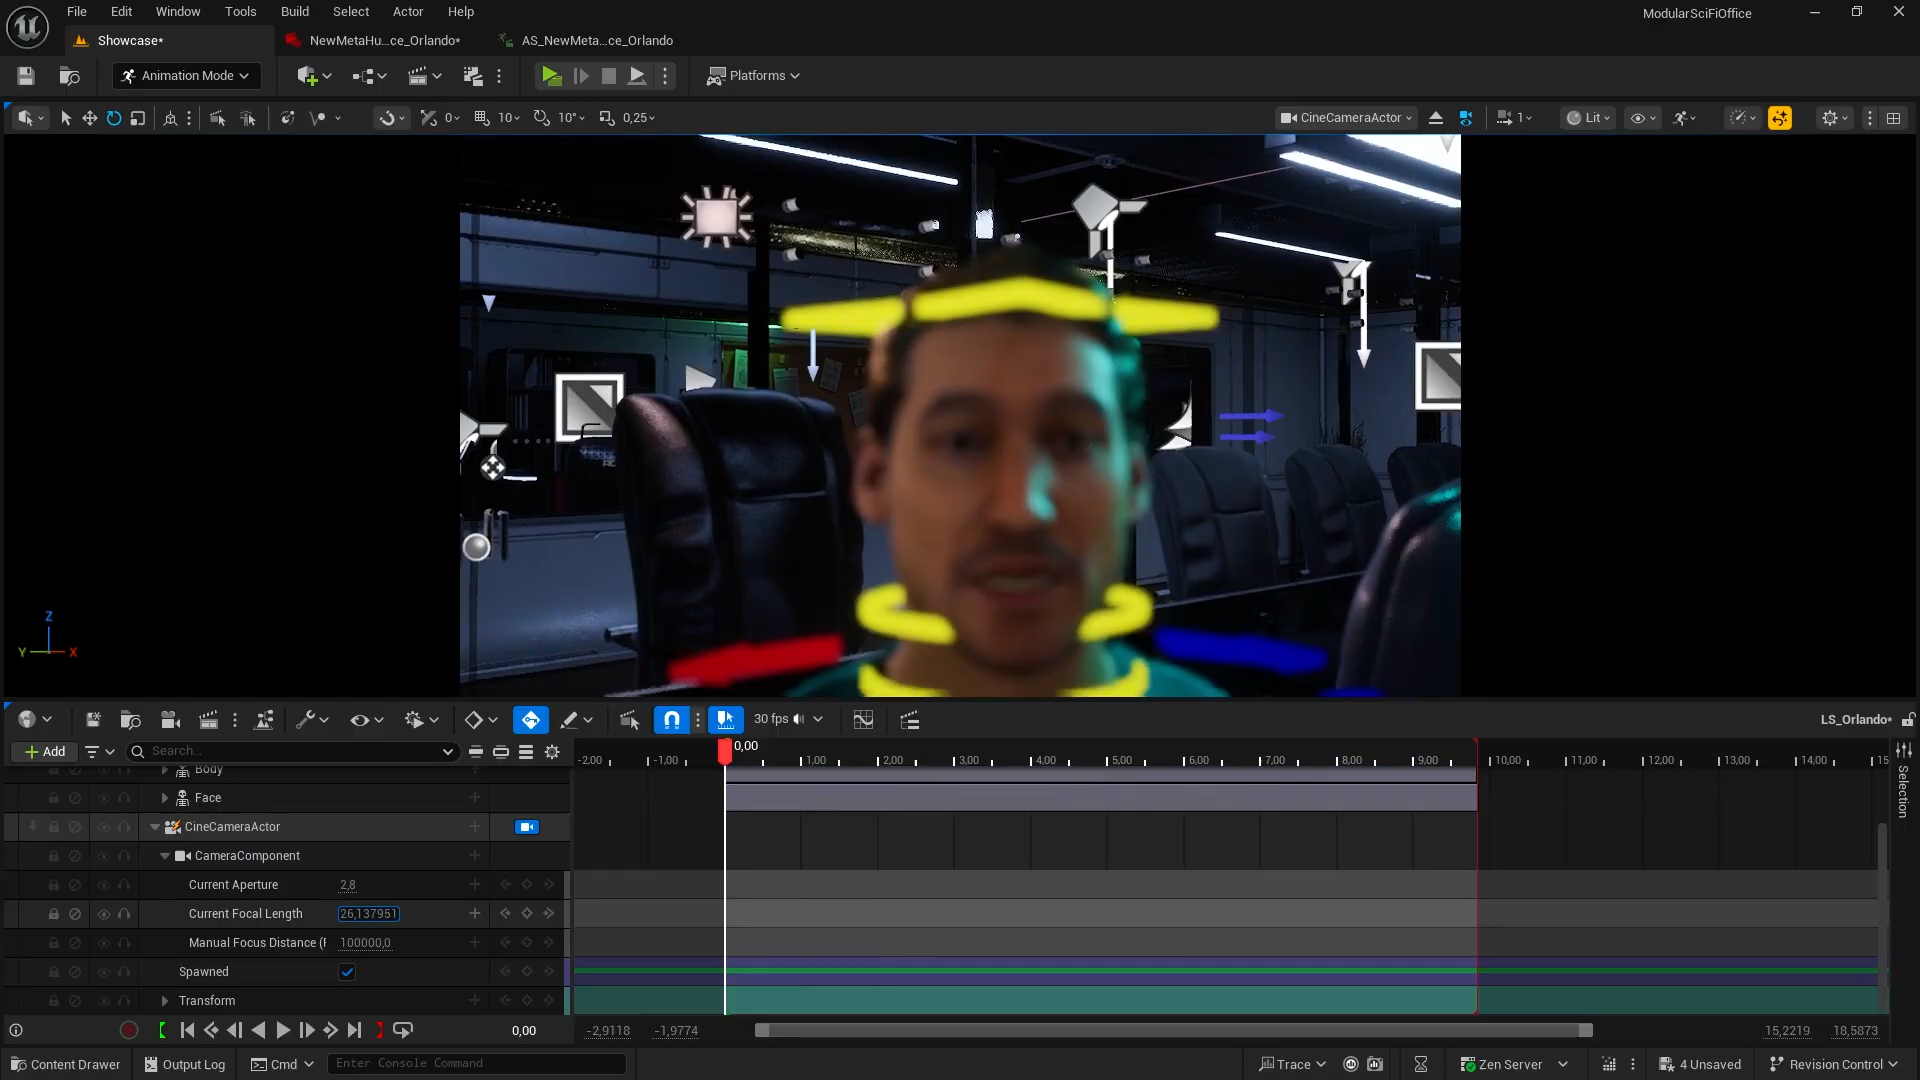 File Edit Window Tools Build Select Actor Help
ModularSciFiOffice
Showcase*
NewMetaHu...ce_Orlando*
AS_NewMeta...ce_Orlando
Animation Mode
Platforms
0 10 10° 0,25
CineCameraActor
1
Lit
Z
Y
X
30 fps
LS_Orlando*
Add
Search...
0,00
-2,00 -1,00 1,00 2,00 3,00 4,00 5,00 6,00 7,00 8,00 9,00 10,00 11,00 12,00 13,00 14,00 15
Selection
Body
Face
CineCameraActor
CameraComponent
Current Aperture 2,8
Current Focal Length 26,137951
Manual Focus Distance (F 100000,0
Spawned
Transform
0,00
-2,9118 -1,9774
15,2219 18,5873
Content Drawer
Output Log
Cmd
Enter Console Command
Trace
Zen Server
4 Unsaved
Revision Control